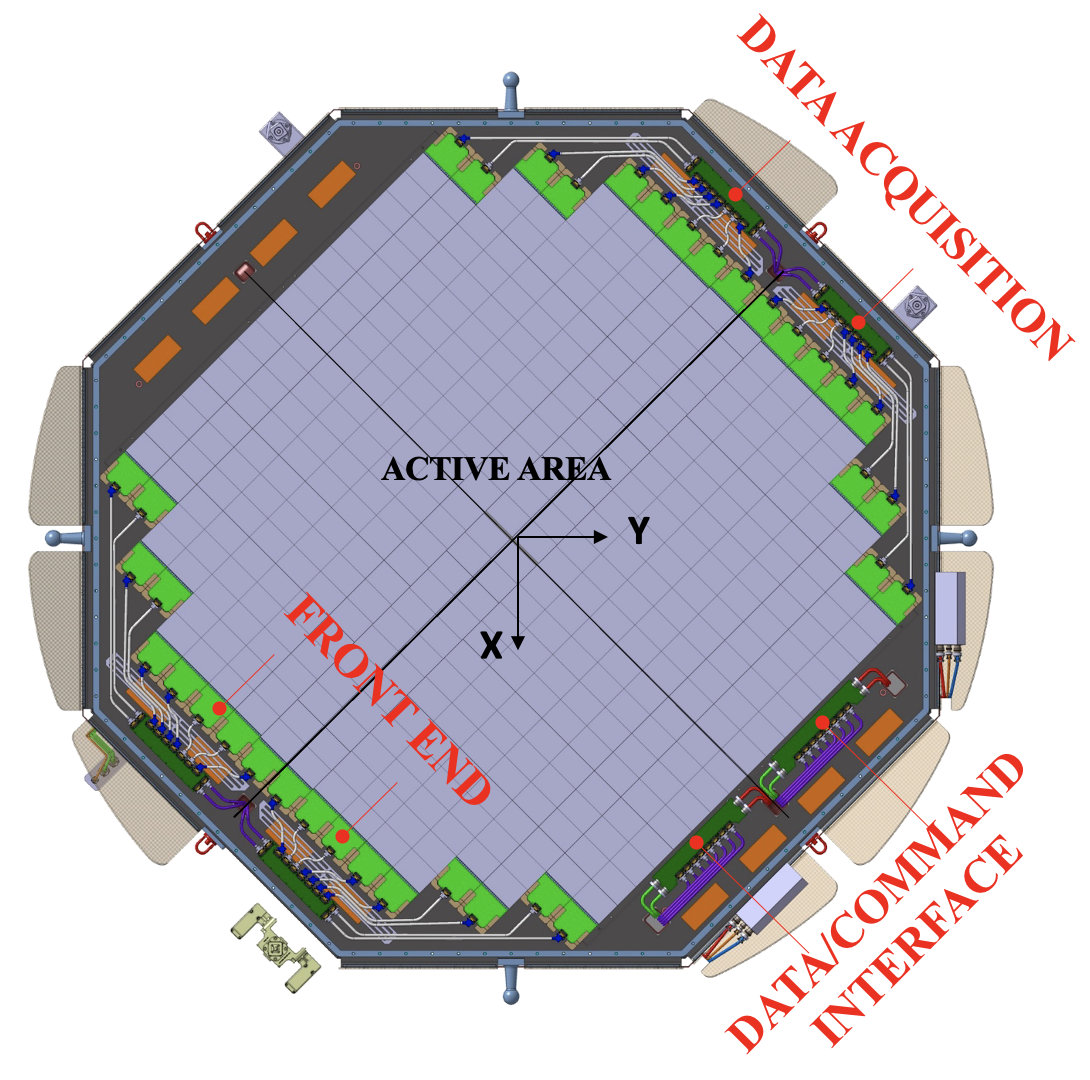 DATA ACQUISITION
ACTIVE AREA
Y
X
FRONT END
DATA/COMMAND
INTERFACE